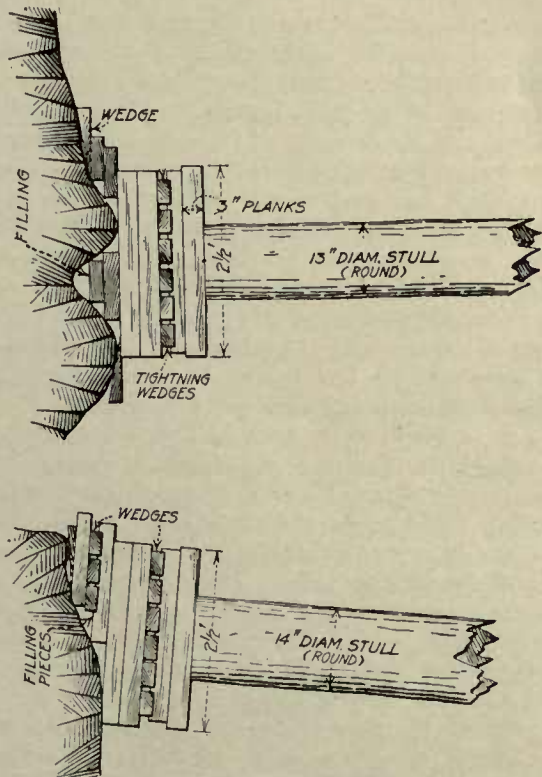 WEDGE
FILLING
3" PLANKS
2½'
13" DIAM. STULL
(ROUND)
TIGHTNING
WEDGES
WEDGES
FILLING
PIECES
2½'
14" DIAM. STULL
(ROUND)